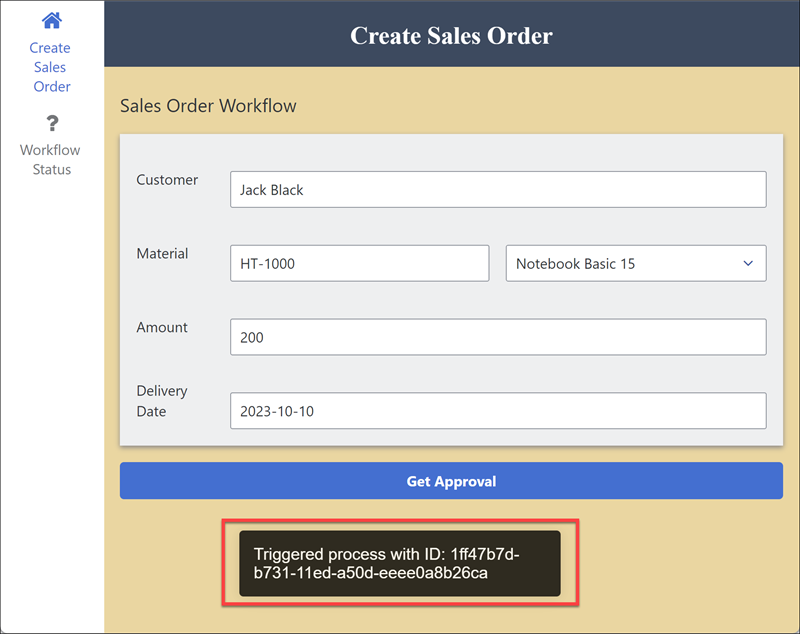 Create
Sales
Order
?
Workflow
Status
Create Sales Order
Sales Order Workflow
Customer
Jack Black
Material
HT-1000
Notebook Basic 15
Amount
200
Delivery
Date
2023-10-10
Get Approval
Triggered process with ID: 1ff47b7d-
b731-11ed-a50d-eeee0a8b26ca